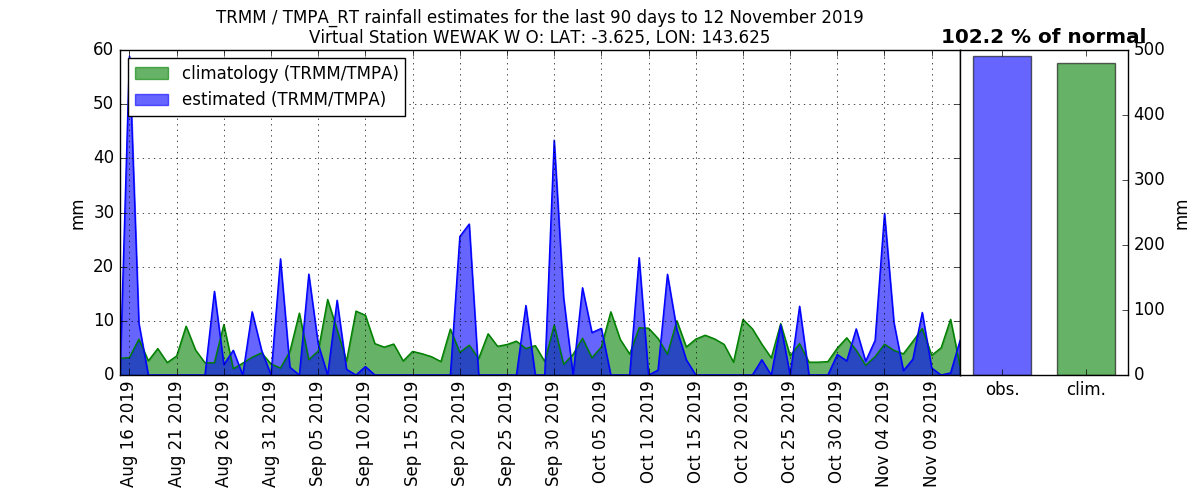 TRMM / TMPA_RT rainfall estimates for the last 90 days to 12 November 2019
Virtual Station WEWAK W O: LAT: -3.625, LON: 143.625
102.2 % of normal
climatology (TRMM/TMPA)
estimated (TRMM/TMPA)
mm
60
50
40
30
20
10
0
Aug 16 2019
Aug 21 2019
Aug 26 2019
Aug 31 2019
Sep 05 2019
Sep 10 2019
Sep 15 2019
Sep 20 2019
Sep 25 2019
Sep 30 2019
Oct 05 2019
Oct 10 2019
Oct 15 2019
Oct 20 2019
Oct 25 2019
Oct 30 2019
Nov 04 2019
Nov 09 2019
obs.
clim.
500
400
300
200
100
0
mm